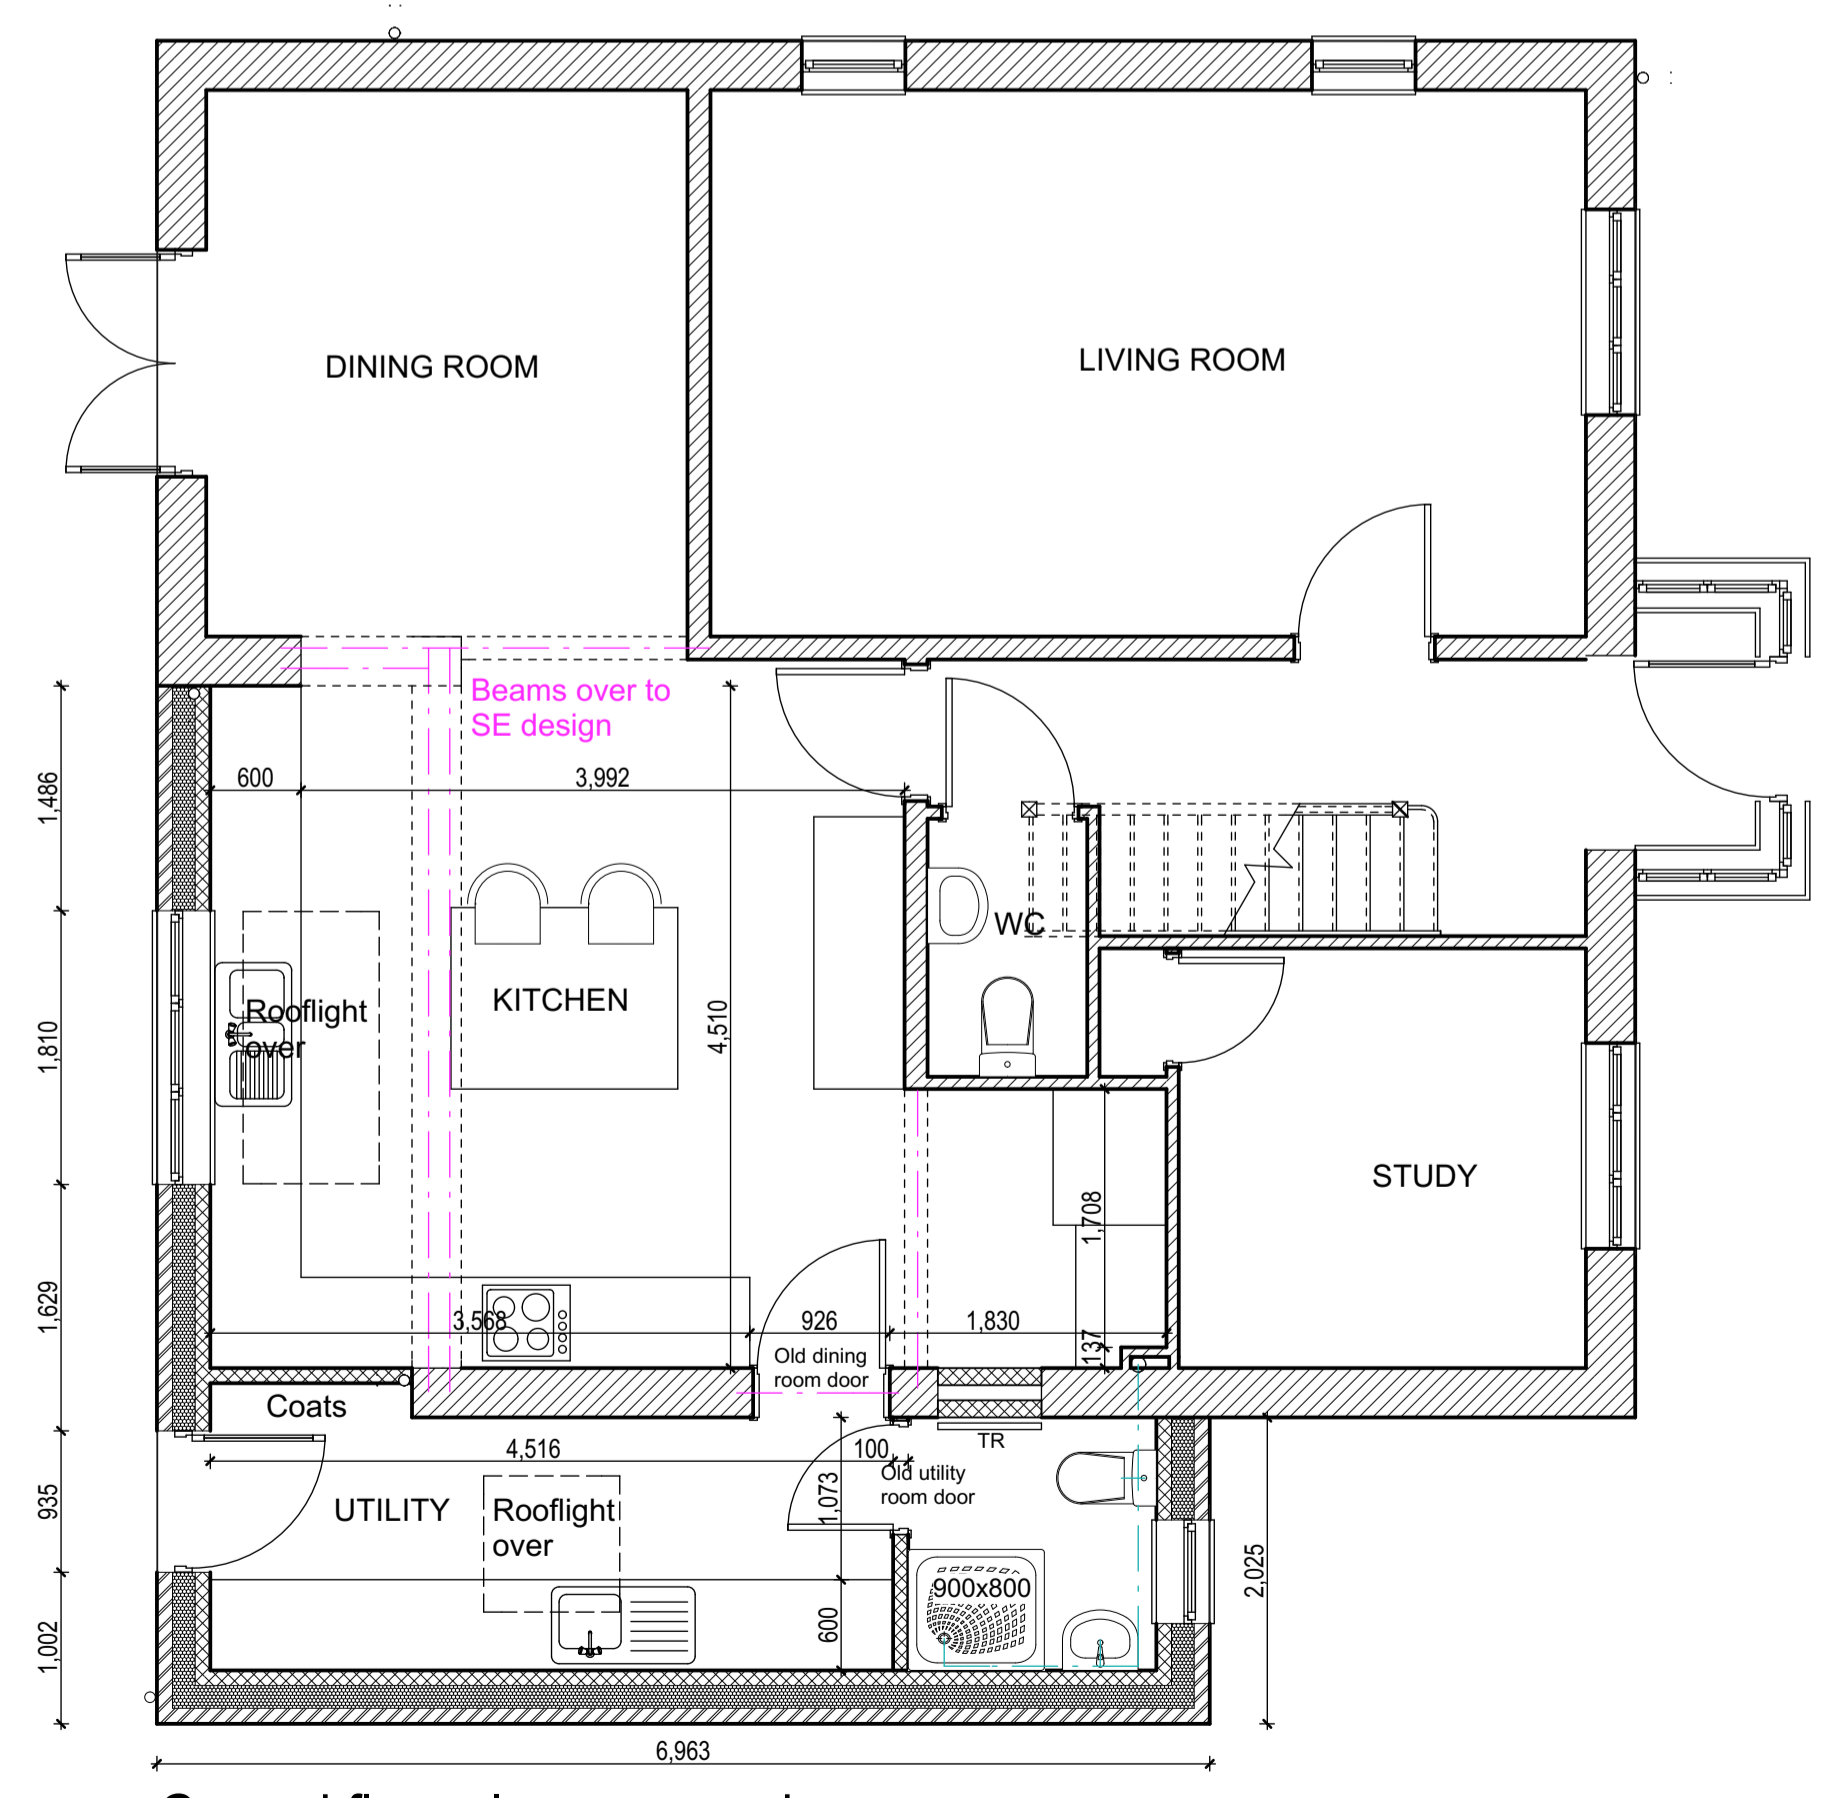 DINING ROOM
LIVING ROOM
Beams over to
SE design
600
3,992
1,486
WC
KITCHEN
Rooflight
over
4,510
1,810
STUDY
1,708
1,629
3,568
926
1,830
137
Old dining
room door
Coats
TR
4,516
100
Old utility
room door
1,073
935
UTILITY
Rooflight
over
2,025
900x800
600
1,002
6,963